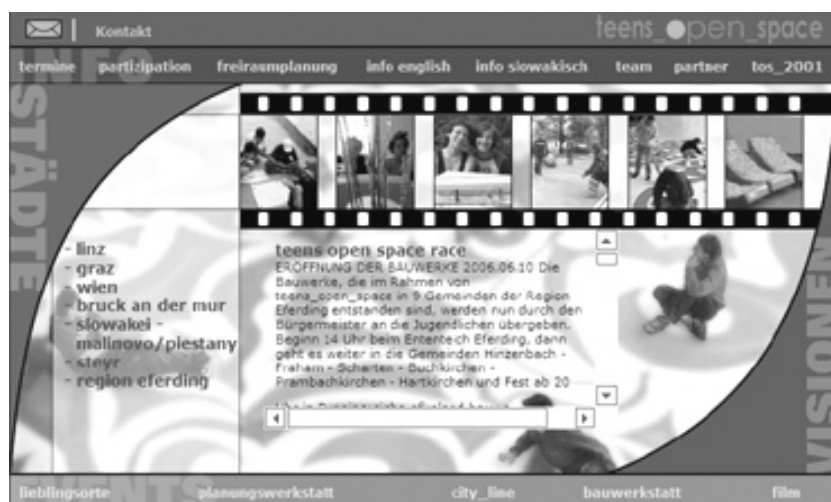 Kontakt
teens_open_space
termine partizipation freiraumplanung info english info slowakisch team partner tos_2001
INFO
STÄDTE
- linz
- graz
- wien
- bruck an der mur
- slowakei -
malinovo/piestany
- steyr
- region eferding
teens open space race
ERÖFFNUNG DER BAUWERKE 2006.06.10 Die
Bauwerke, die im Rahmen von
teens_open_space in 9 Gemeinden der Region
Eferding entstanden sind, werden nun durch den
Bürgermeister an die Jugendlichen übergeben.
Beginn 14 Uhr beim Ententeich Eferding, dann
geht es weiter in die Gemeinden Hinzenbach -
Fraham - Scharten - Buchkirchen -
Prambachkirchen - Hartkirchen und Fest ab 20
VISIONEN
lieblingsorte planungswerkstatt city_line bauwerkstatt film